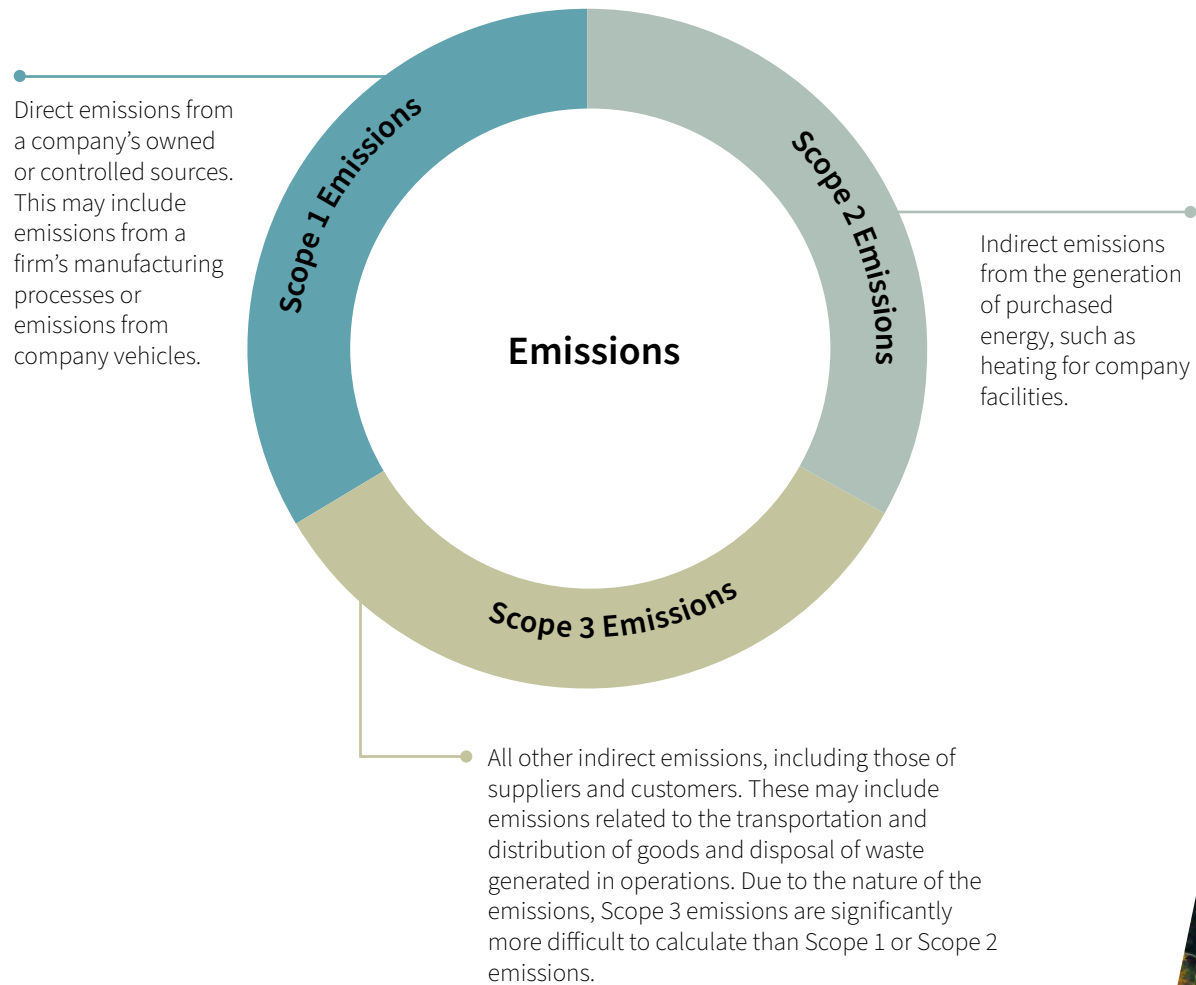 Direct emissions from
a company’s owned
or controlled sources.
This may include
emissions from a
firm’s manufacturing
processes or
emissions from
company vehicles.
Scope 1 Emissions
Scope 2 Emissions
Emissions
Indirect emissions
from the generation
of purchased
energy, such as
heating for company
facilities.
Scope 3 Emissions
All other indirect emissions, including those of
suppliers and customers. These may include
emissions related to the transportation and
distribution of goods and disposal of waste
generated in operations. Due to the nature of the
emissions, Scope 3 emissions are significantly
more difficult to calculate than Scope 1 or Scope 2
emissions.